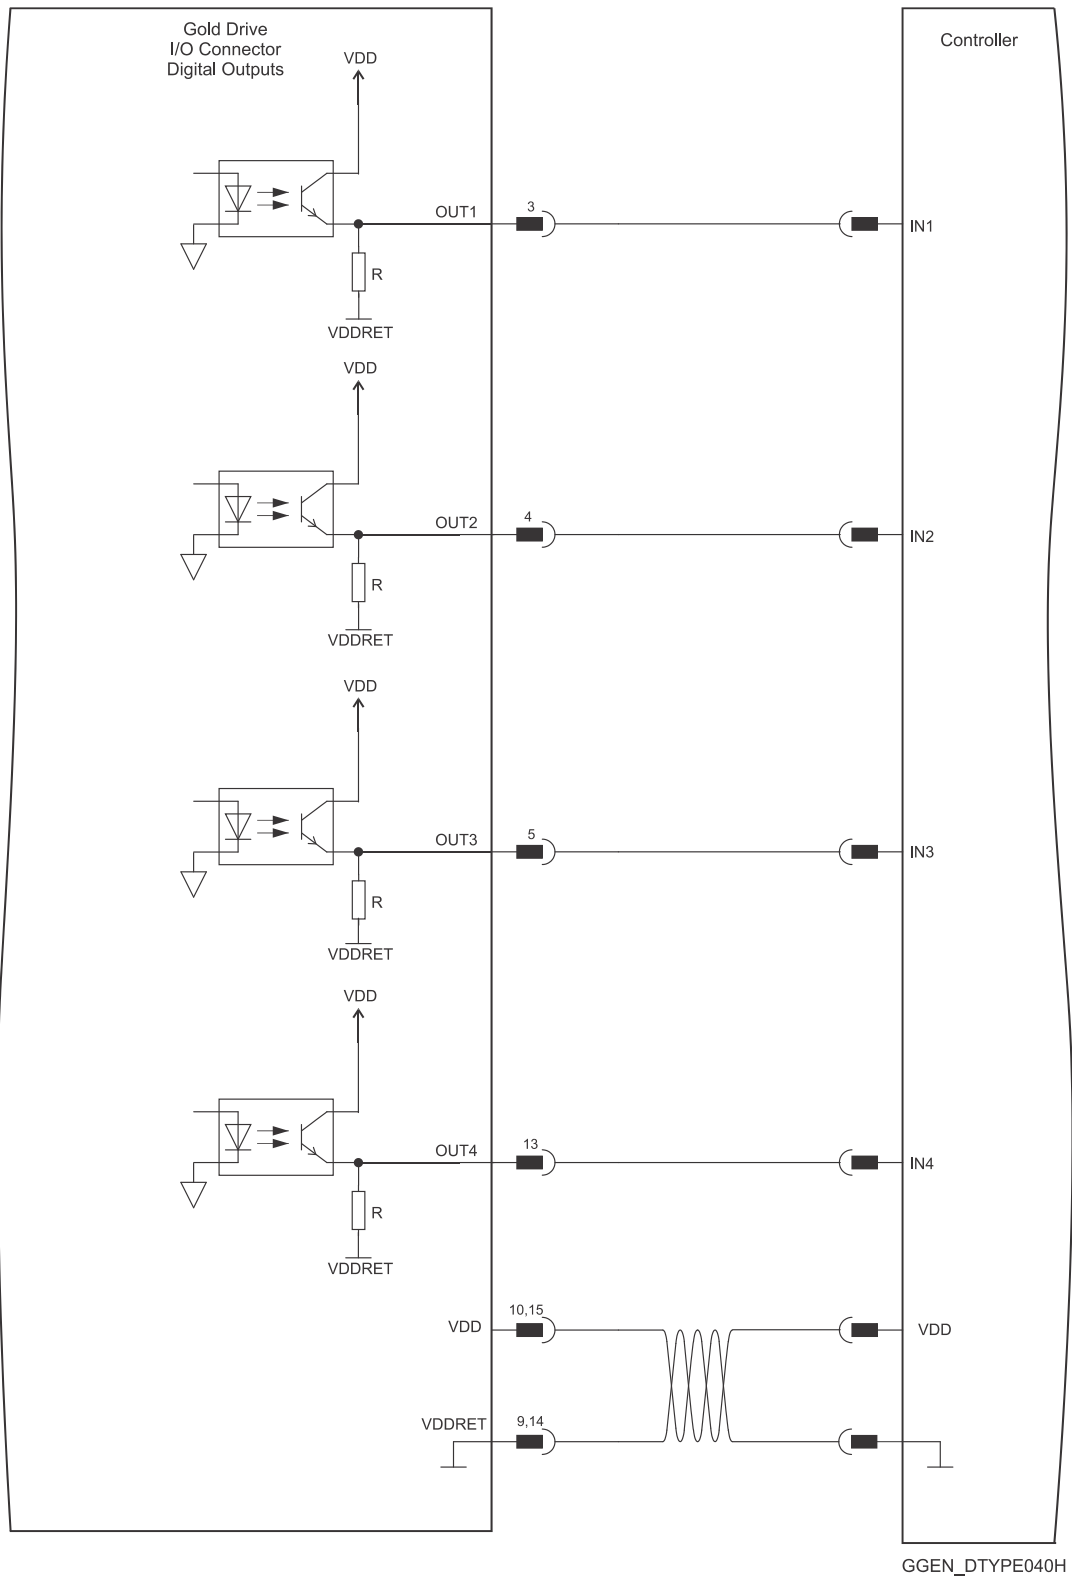 Gold Drive
I/O Connector
Digital Outputs
Controller
VDD
OUT1
3
IN1
R
VDDRET
VDD
OUT2
4
IN2
R
VDDRET
VDD
OUT3
5
IN3
R
VDDRET
VDD
OUT4
13
IN4
R
VDDRET
VDD
10,15
VDD
VDDRET
9,14
GGEN_DTYPE040H